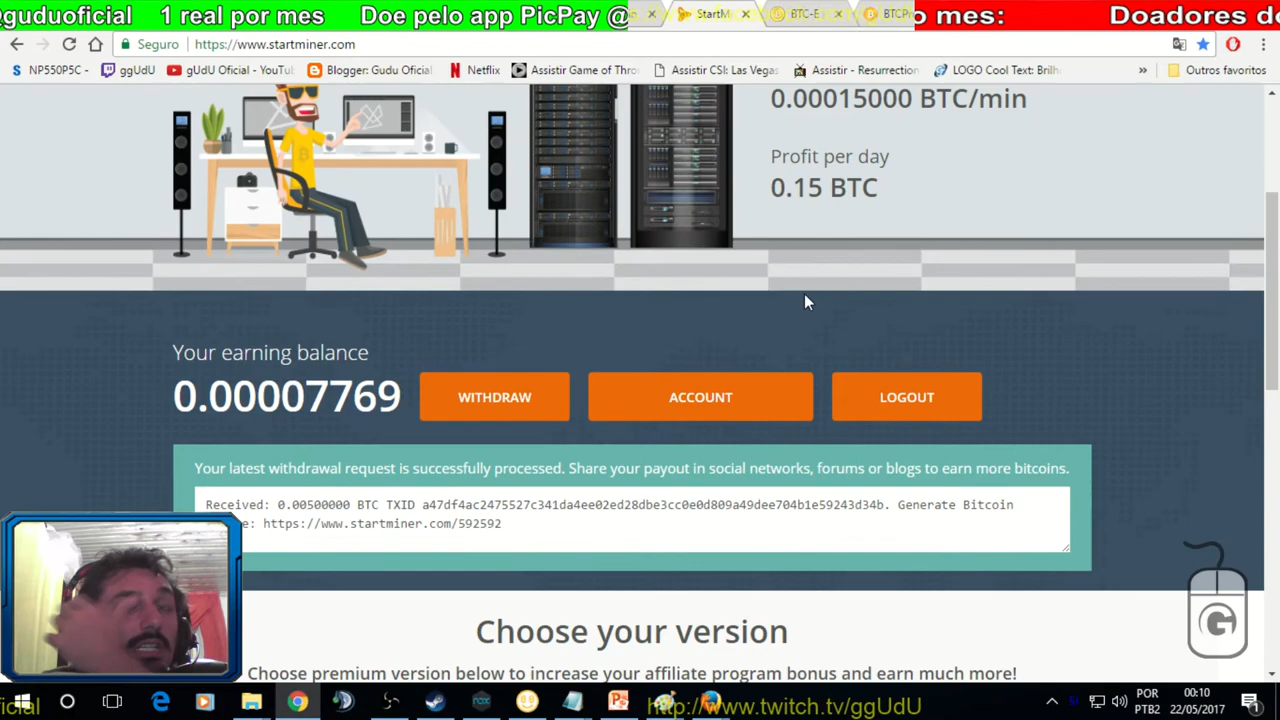 guduoficial 1 real por mes Doe pelo app PicPay @
o mes: Doadores do
StartM
BTC-E
BTCP
Seguro https://www.startminer.com
NP550P5C -
ggUdU
gUdU Oficial - YouTu
Blogger: Gudu Oficial
Netflix
Assistir Game of Thro
Assistir CSI: Las Vegas
Assistir - Resurrection
LOGO Cool Text: Brilh
»
Outros favoritos
0.00015000 BTC/min
Profit per day
0.15 BTC
Your earning balance
0.00007769
WITHDRAW
ACCOUNT
LOGOUT
Your latest withdrawal request is successfully processed. Share your payout in social networks, forums or blogs to earn more bitcoins.
Received: 0.00500000 BTC TXID a47df4ac2475527c341da4ee02ed28dbe3cc0e0d809a49dee704b1e59243d34b. Generate Bitcoin
: https://www.startminer.com/592592
Choose your version
Choose premium version below to increase your affiliate program bonus and earn much more!
cial
http://www.twitch.tv/ggUdU
POR
PTB2
00:10
22/05/2017